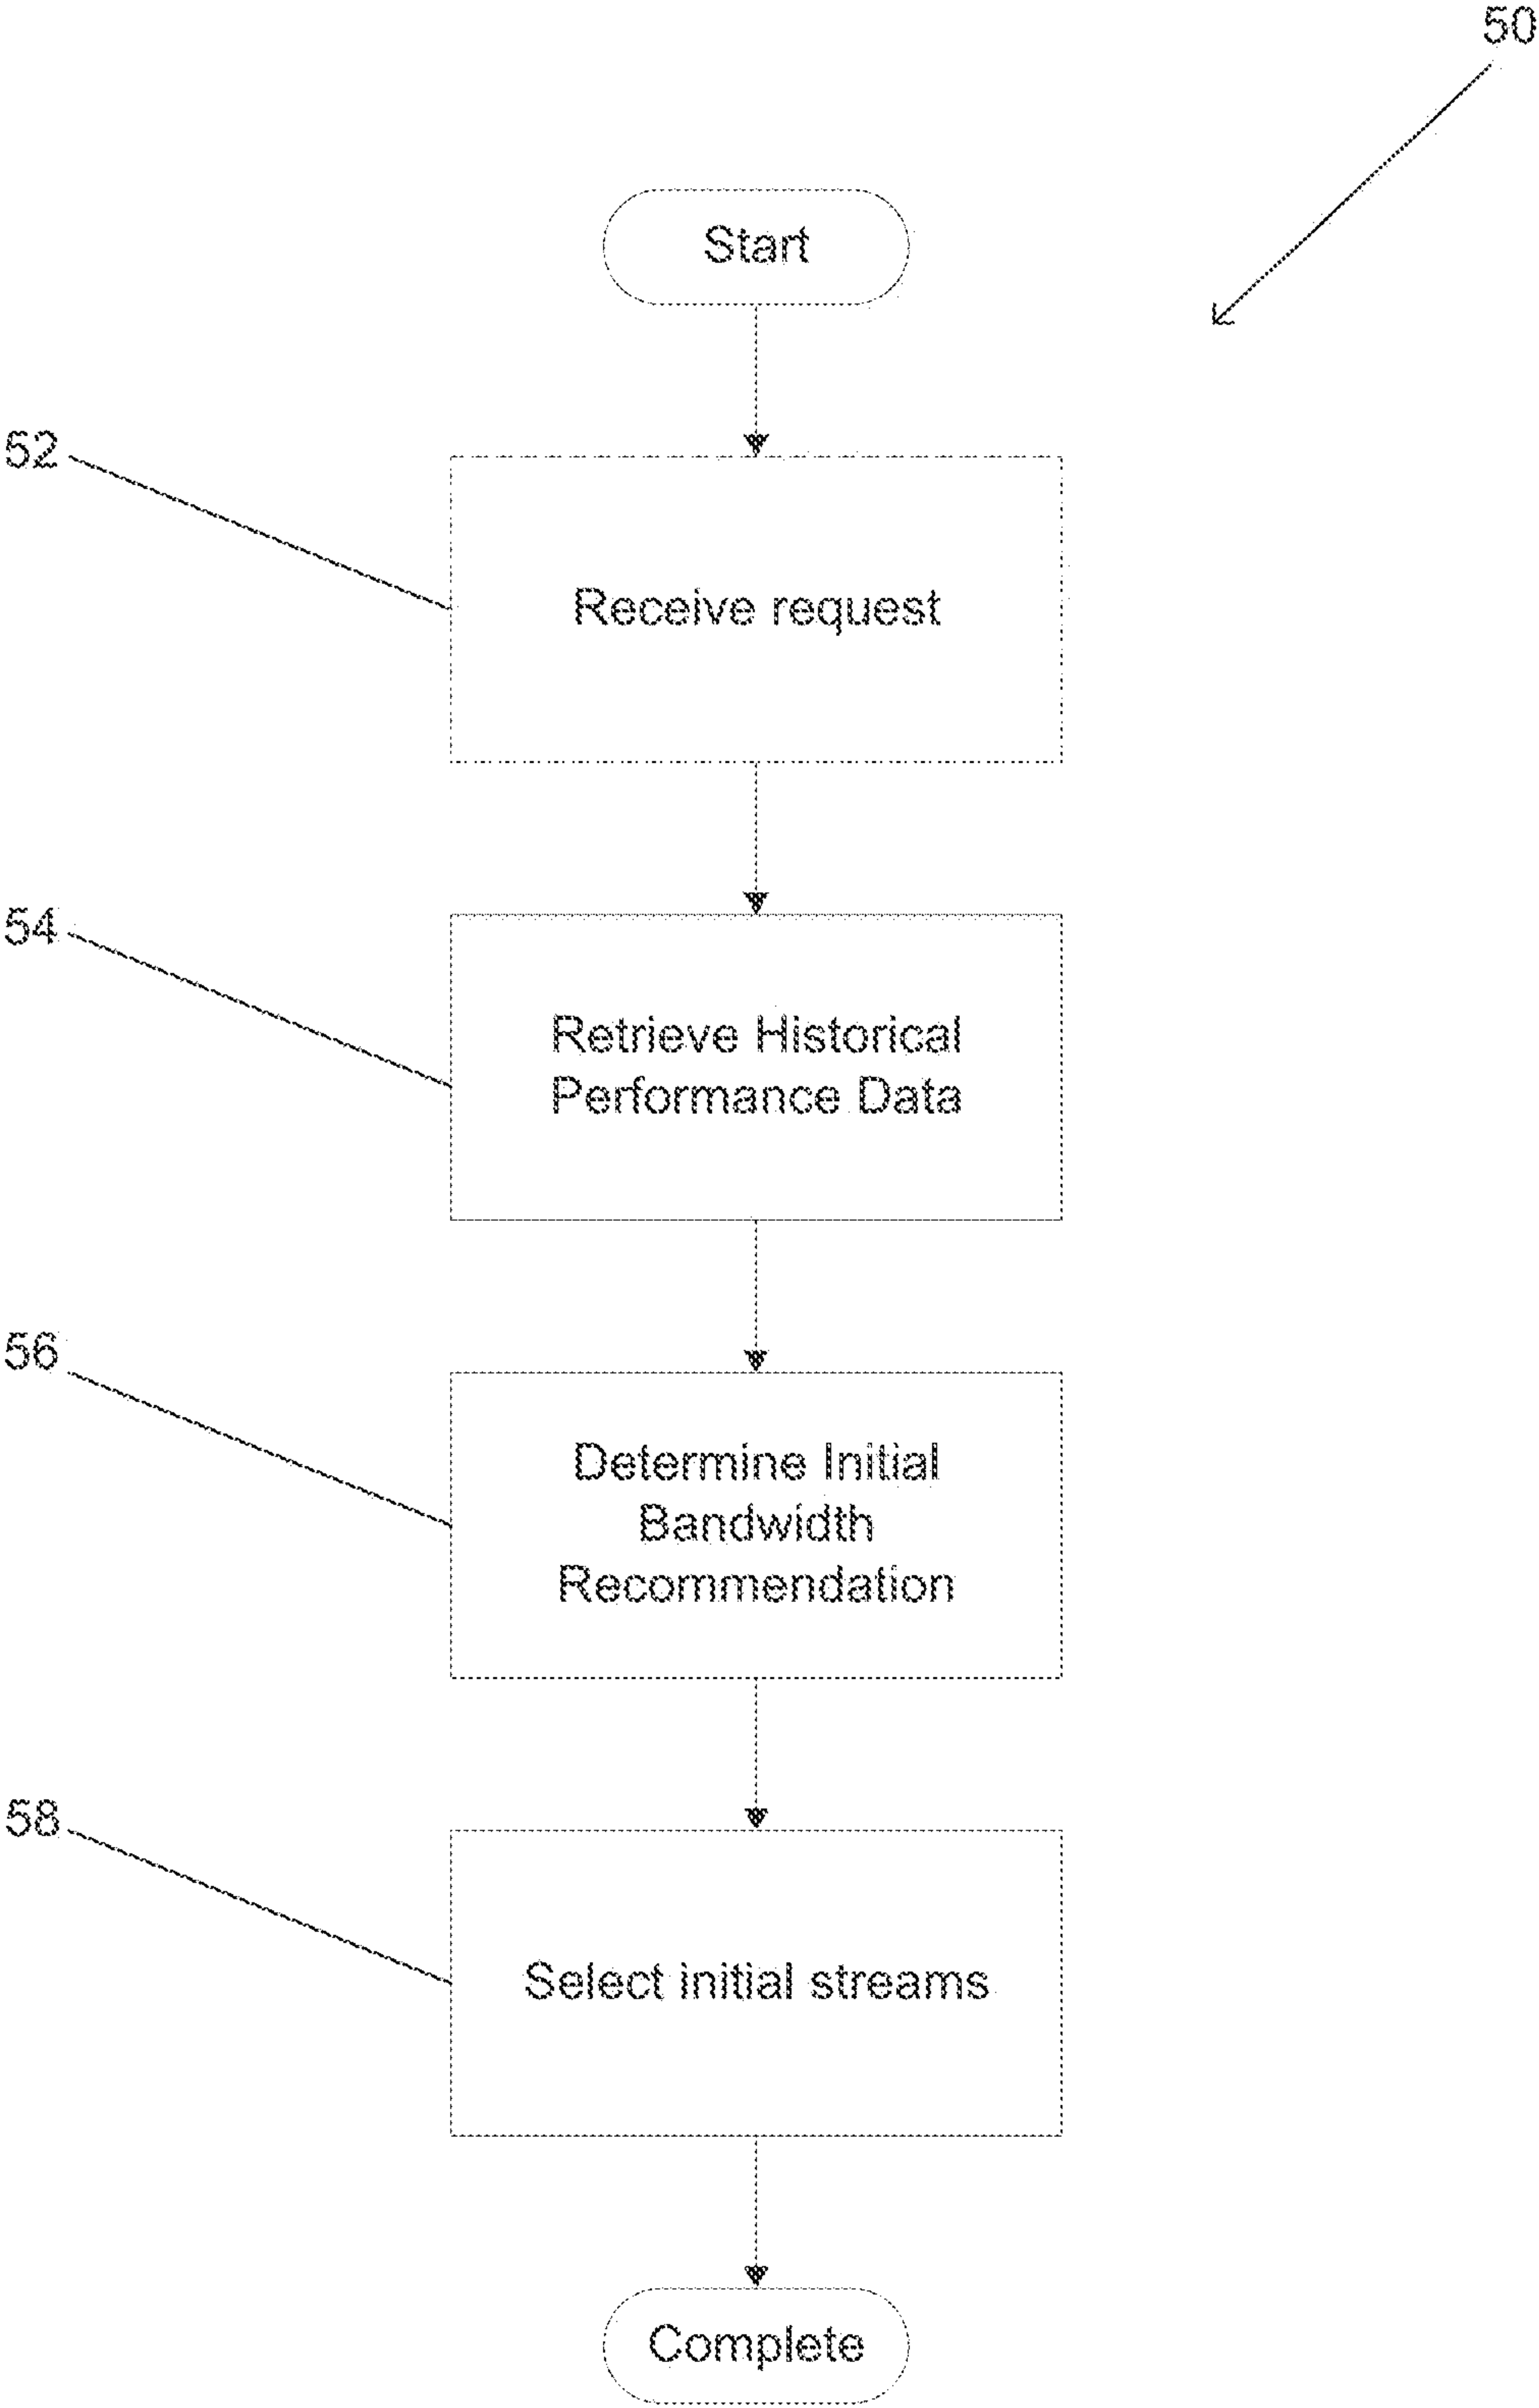 50
Start
52
Receive request
54
Retrieve Historical
Performance Data
56
Determine Initial
Bandwidth
Recommendation
58
Select initial streams
Complete